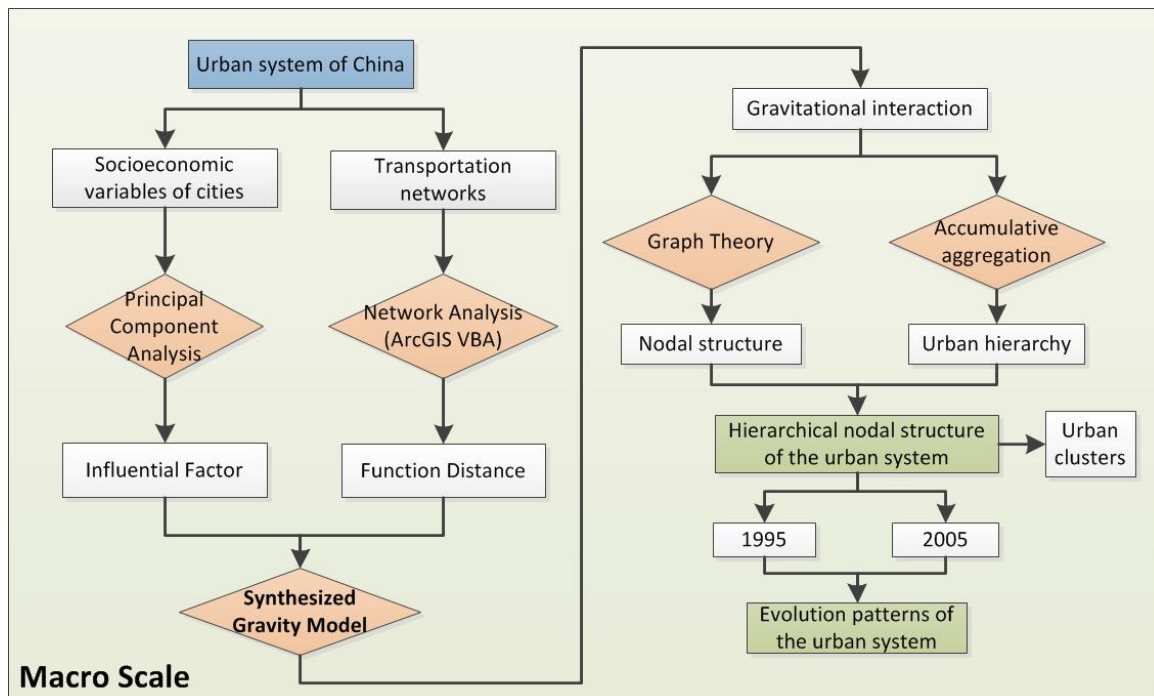 Urban system of China
Socioeconomic
variables of cities
Transportation
networks
Principal
Component
Analysis
Network Analysis
(ArcGIS VBA)
Influential Factor
Function Distance
Synthesized
Gravity Model
Gravitational interaction
Graph Theory
Accumulative
aggregation
Nodal structure
Urban hierarchy
Hierarchical nodal structure
of the urban system
Urban
clusters
1995
2005
Evolution patterns of
the urban system
Macro Scale